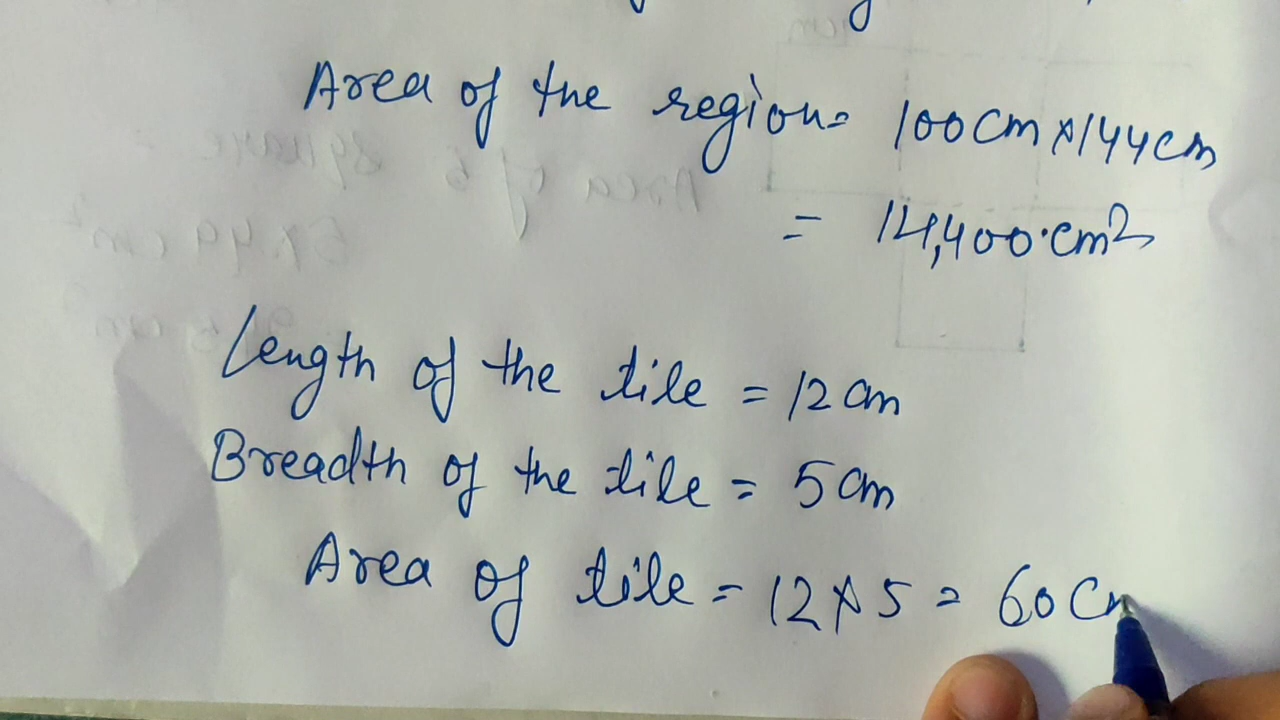 Area of the region = 100cm×144cm
= 14,400 cm²
Length of the tile = 12 cm
Breadth of the tile = 5 cm
Area of tile = 12×5 = 60 cm